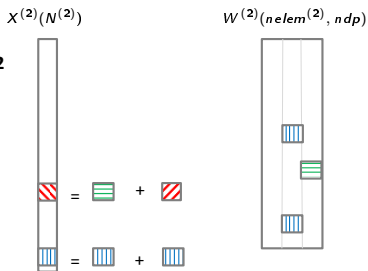 X⁽²⁾(N⁽²⁾) W⁽²⁾(nelem⁽²⁾, ndp)
2
= +
= +